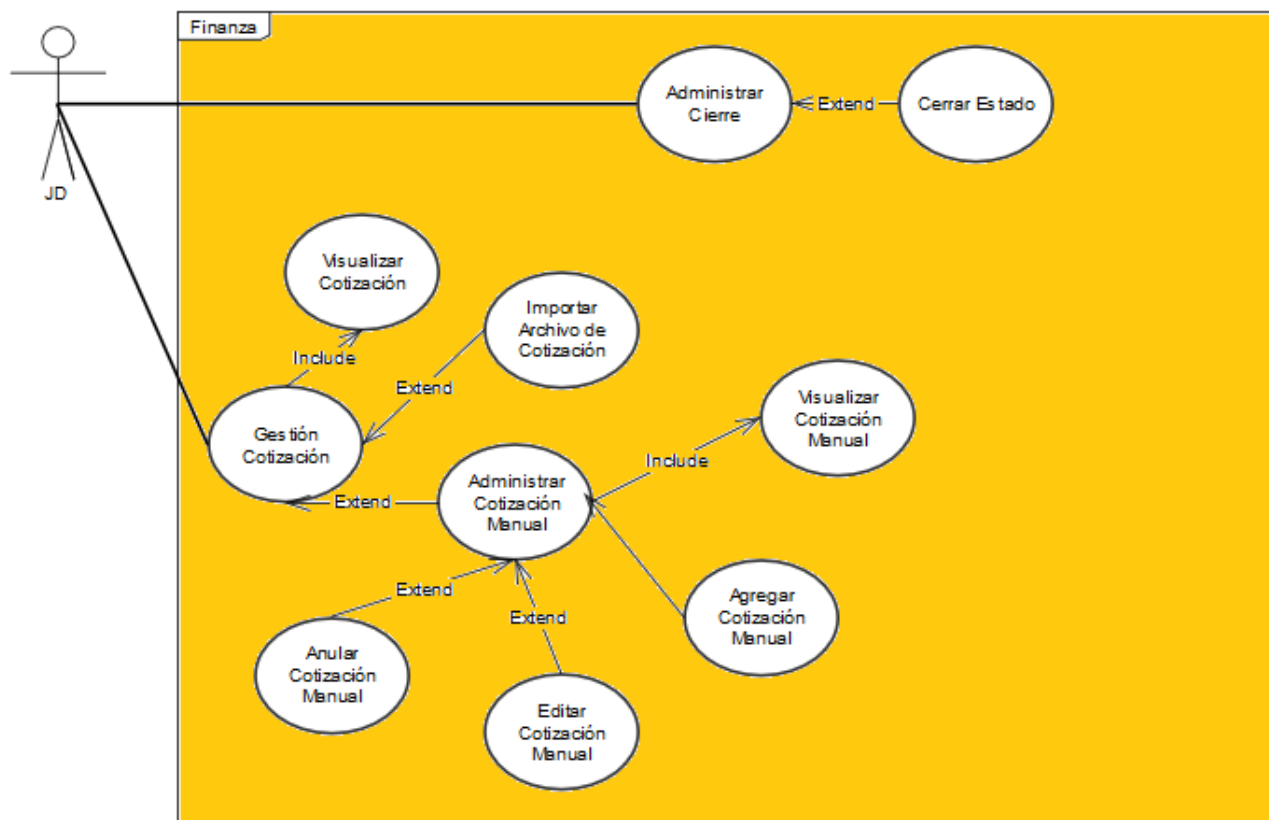 Finanza
Administrar
Cierre
Extend
Cerrar Estado
JD
Visualizar
Cotización
Importar
Archivo de
Cotización
Include
Extend
Visualizar
Cotización
Manual
Gestión
Cotización
Include
Administrar
Cotización
Manual
Extend
Extend
Extend
Agregar
Cotización
Manual
Anular
Cotización
Manual
Editar
Cotización
Manual